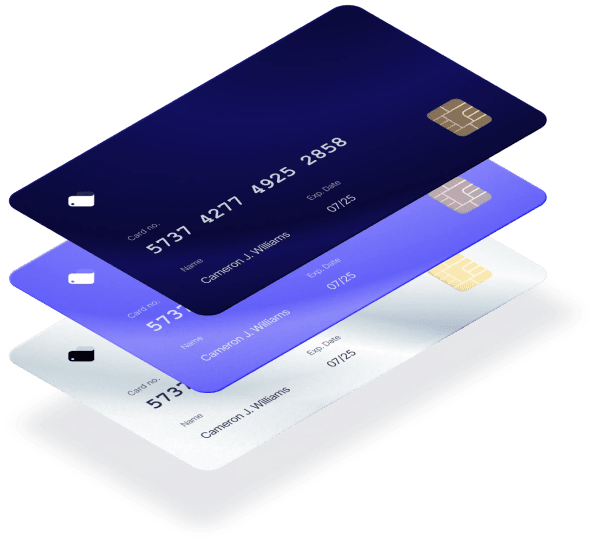 Card no.
5737 4277 4925 2858
Name
Cameron J. Williams
Exp. Date
07/25
Card no.
5737
Name
Cameron J. Williams
Exp. Date
07/25
Card no.
5737
Name
Cameron J. Williams
Exp. Date
07/25